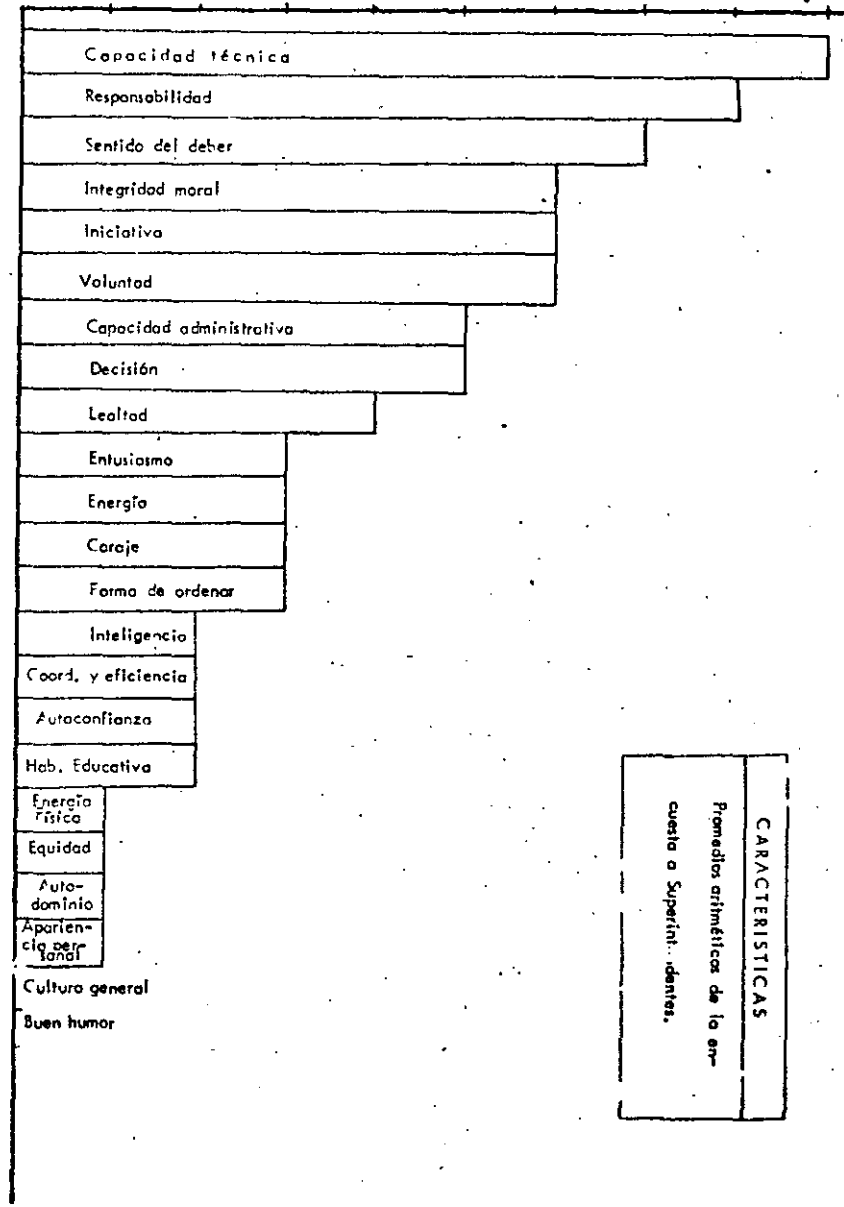 Capacidad técnica
Responsabilidad
Sentido del deber
Integridad moral
Iniciativa
Voluntad
Capacidad administrativa
Decisión
Lealtad
Entusiasmo
Energía
Coraje
Forma de ordenar
Inteligencia
Coord. y eficiencia
Autoconfianza
Hab. Educativa
Energía
Física
Equidad
Auto-
dominio
Aparien-
cia per-
sonal
Cultura general
Buen humor
CARACTERISTICAS
Promedios aritméticos de la en-
cuesta a